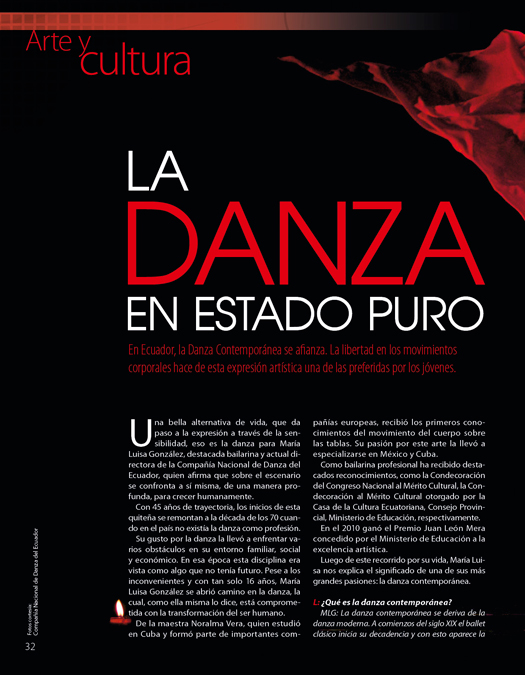 Arte y
cultura
LA
DANZA
EN ESTADO PURO
En Ecuador, la Danza Contemporánea se afianza. La libertad en los movimientos
corporales hace de esta expresión artística una de las preferidas por los jóvenes.
Una bella alternativa de vida, que da
paso a la expresión a través de la sen-
sibilidad, eso es la danza para María
Luisa González, destacada bailarina y actual di-
rectora de la Compañía Nacional de Danza del
Ecuador, quien afirma que sobre el escenario
se confronta a sí misma, de una manera pro-
funda, para crecer humanamente.
Con 45 años de trayectoria, los inicios de esta
quiteña se remontan a la década de los 70 cuan-
do en el país no existía la danza como profesión.
Su gusto por la danza la llevó a enfrentar va-
rios obstáculos en su entorno familiar, social
y económico. En esa época esta disciplina era
vista como algo que no tenía futuro. Pese a los
inconvenientes y con tan solo 16 años, María
Luisa González se abrió camino en la danza, la
cual, como ella misma lo dice, está comprome-
tida con la transformación del ser humano.
De la maestra Noralma Vera, quien estudió
en Cuba y formó parte de importantes com-
pañías europeas, recibió los primeros cono-
cimientos del movimiento del cuerpo sobre
las tablas. Su pasión por este arte la llevó a
especializarse en México y Cuba.
Como bailarina profesional ha recibido desta-
cados reconocimientos, como la Condecoración
del Congreso Nacional al Mérito Cultural, la Con-
decoración al Mérito Cultural otorgado por la
Casa de la Cultura Ecuatoriana, Consejo Provin-
cial, Ministerio de Educación, respectivamente.
En el 2010 ganó el Premio Juan León Mera
concedido por el Ministerio de Educación a la
excelencia artística.
Luego de este recorrido por su vida, María Lui-
sa nos explica el significado de una de sus más
grandes pasiones: la danza contemporánea.
L: ¿Qué es la danza contemporánea?
MLG: La danza contemporánea se deriva de la
danza moderna. A comienzos del siglo XIX el ballet
clásico inicia su decadencia y con esto aparece la
Fotos cortesía
Compañía Nacional de Danza del Ecuador
32